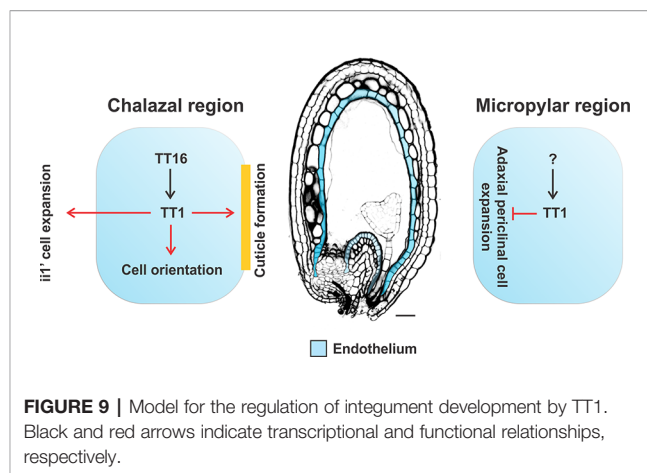 Chalazal region
TT16
TT1
Cell orientation
ii1' cell expansion
Cuticle formation
Micropylar region
?
TT1
Adaxial periclinal cell
expansion
Endothelium
FIGURE 9 | Model for the regulation of integument development by TT1.
Black and red arrows indicate transcriptional and functional relationships,
respectively.